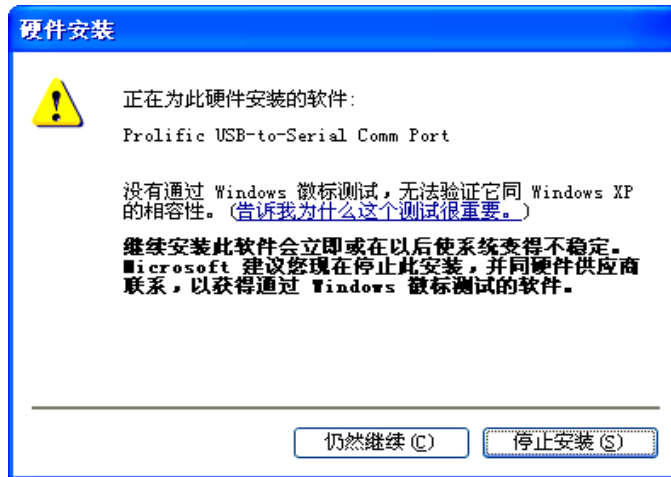 硬件安装
正在为此硬件安装的软件：
Prolific USB-to-Serial Comm Port
没有通过 Windows 徽标测试，无法验证它同 Windows XP
的相容性。(告诉我为什么这个测试很重要。)
继续安装此软件会立即或在以后使系统变得不稳定。
Microsoft 建议您现在停止此安装，并同硬件供应商
联系，以获得通过 Windows 徽标测试的软件。
仍然继续(C) 停止安装(S)